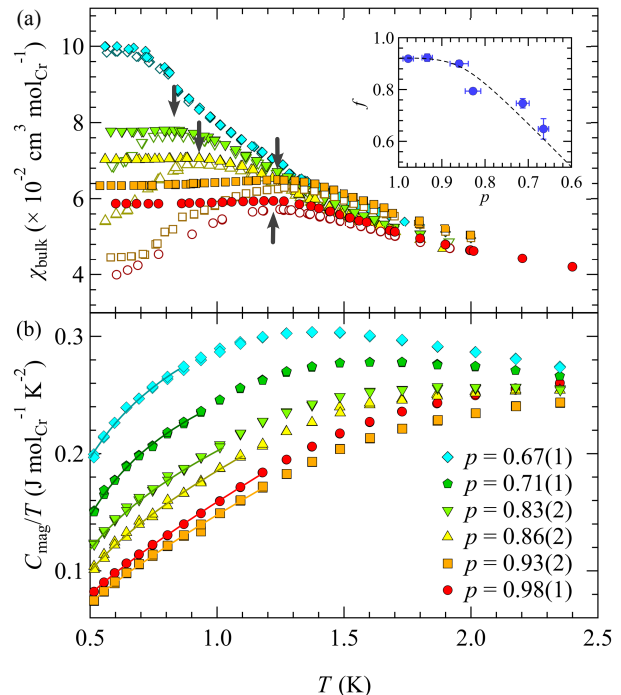 (a)
10
8
6
4
χbulk (× 10⁻² cm³ molCr⁻¹)
1.0
0.8
0.6
f
1.0 0.9 0.8 0.7 0.6
p
(b)
0.3
0.2
0.1
Cmag/T (J molCr⁻¹ K⁻²)
p = 0.67(1)
p = 0.71(1)
p = 0.83(2)
p = 0.86(2)
p = 0.93(2)
p = 0.98(1)
0.5 1.0 1.5 2.0 2.5
T (K)